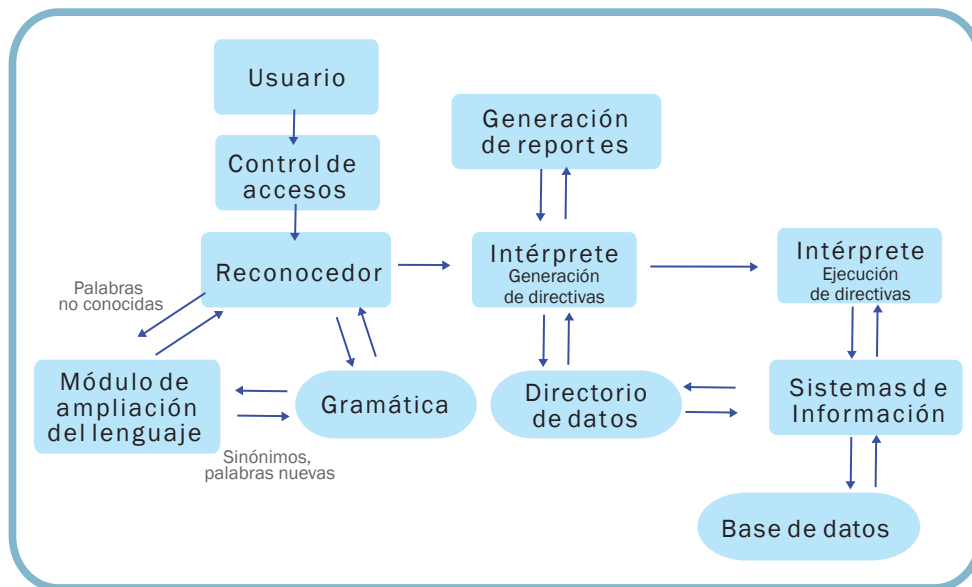 Usuario
Generación
de reportes
Control de
accesos
Reconocedor
Intérprete
Generación
de directivas
Intérprete
Ejecución
de directivas
Palabras
no conocidas
Módulo de
ampliación
del lenguaje
Gramática
Directorio
de datos
Sistemas de
Información
Sinónimos,
palabras nuevas
Base de datos